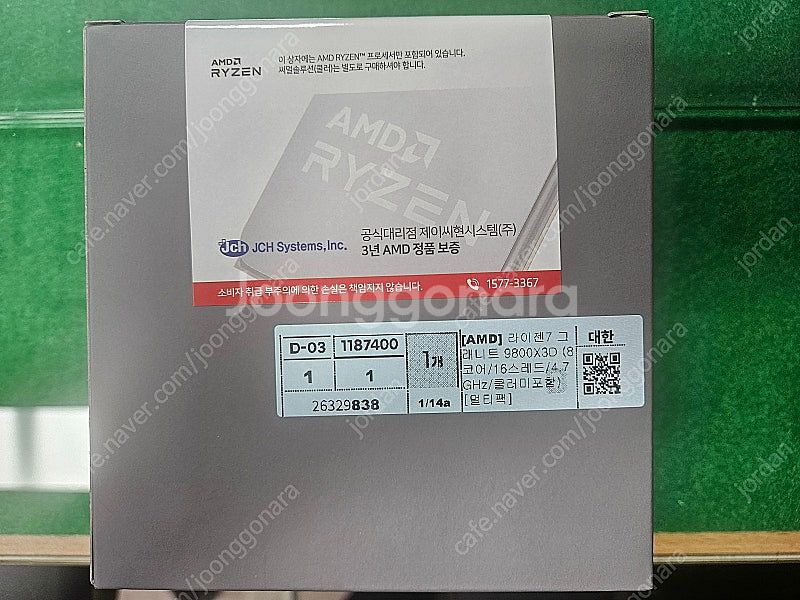 AMD
RYZEN
이 상자에는 AMD RYZEN™ 프로세서만 포함되어 있습니다.
써멀솔루션(쿨러)는 별도로 구매하셔야 합니다.
AMD
RYZEN
Jch JCH Systems, Inc.
공식대리점 제이씨현시스템(주)
3년 AMD 정품 보증
소비자 취급 부주의에 의한 손실은 책임지지 않습니다.
1577-3367
joonggonara
D-03 1187400
1 1
26329838
1개
1/14a
[AMD] 라이젠7 그
래니트 9800X3D (8
코어/16스레드/4.7
GHz/쿨러미포함)
[멀티팩]
대한
cafe.naver.com/joonggonara
jordan